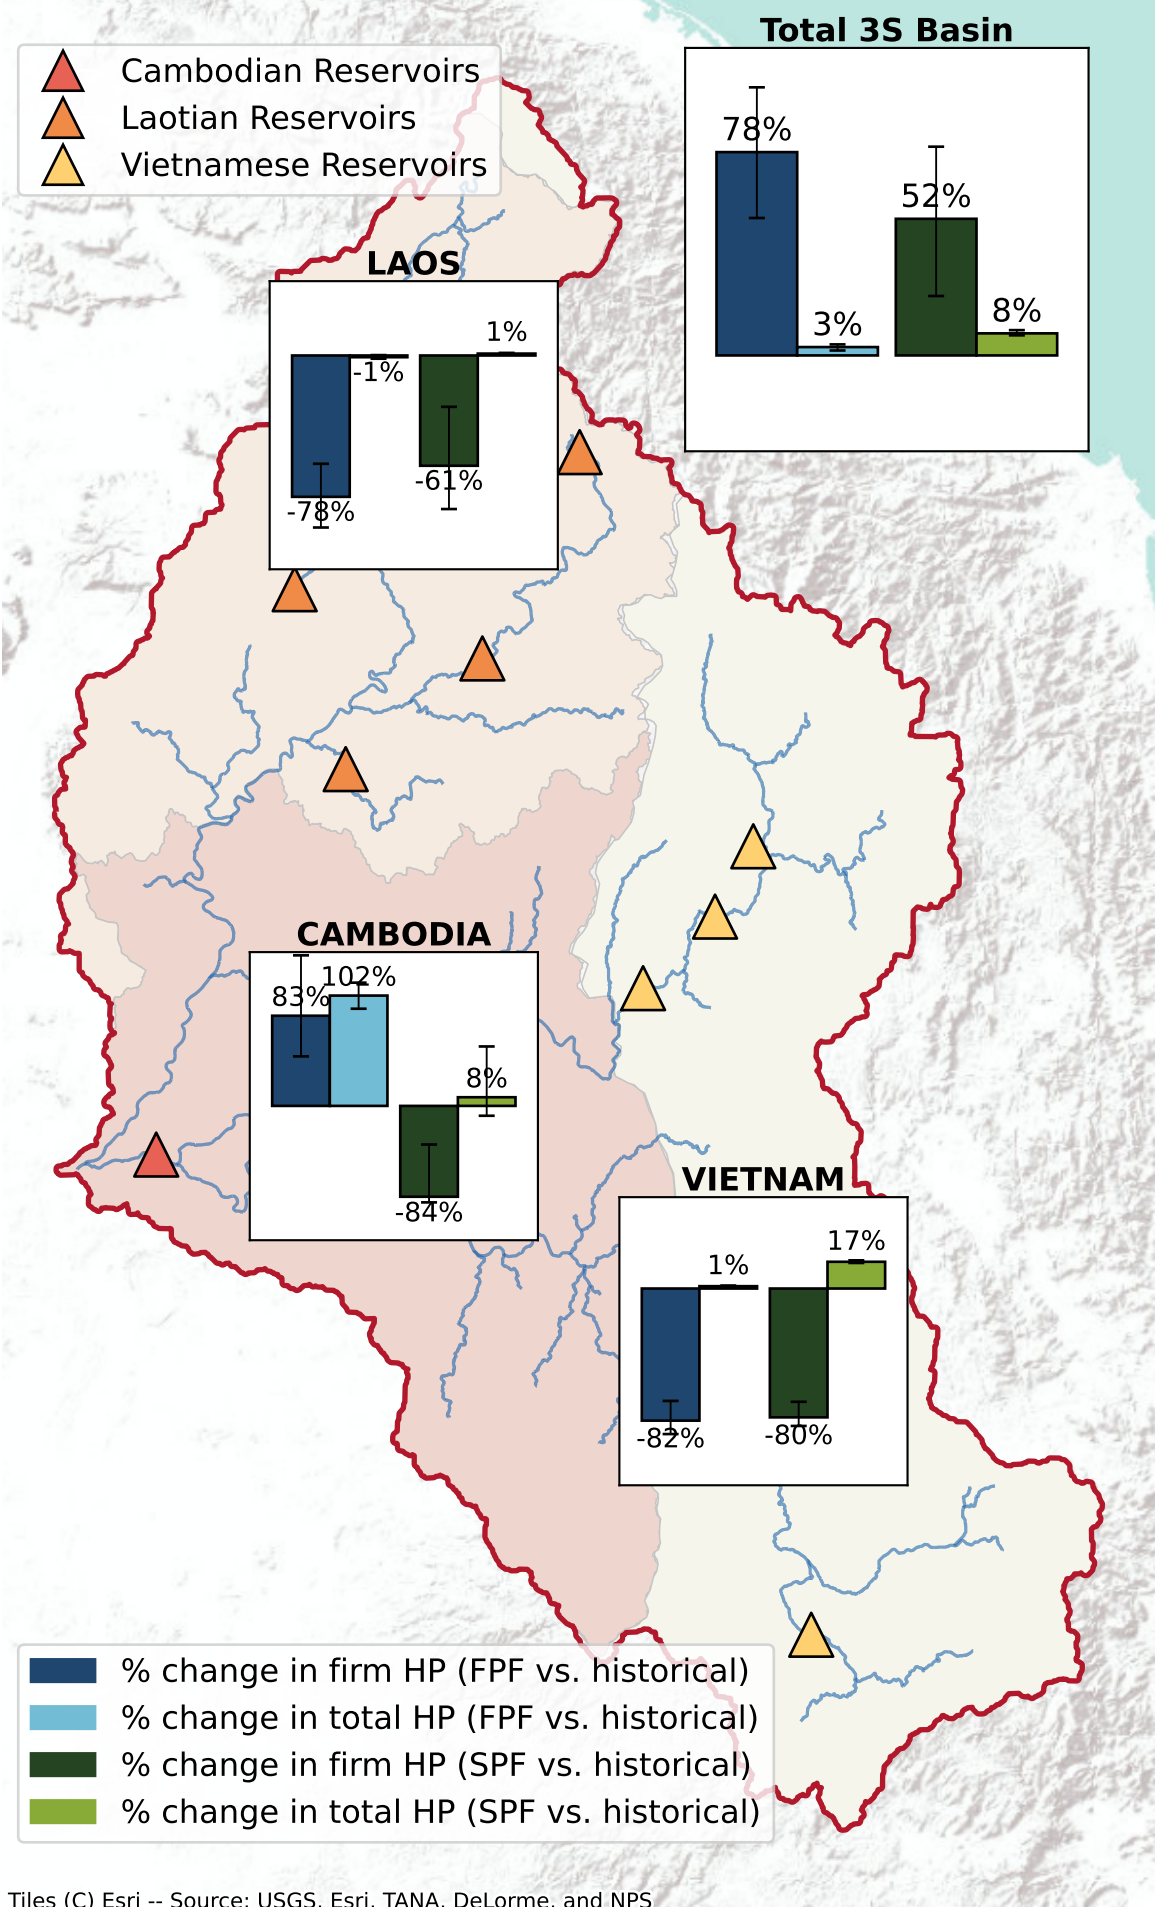 Total 3S Basin
Cambodian Reservoirs
Laotian Reservoirs
Vietnamese Reservoirs
78%
52%
3%
8%
LAOS
1%
-1%
-61%
-78%
CAMBODIA
83%
102%
8%
-84%
VIETNAM
1%
17%
-82%
-80%
% change in firm HP (FPF vs. historical)
% change in total HP (FPF vs. historical)
% change in firm HP (SPF vs. historical)
% change in total HP (SPF vs. historical)
Tiles (C) Esri -- Source: USGS, Esri, TANA, DeLorme, and NPS